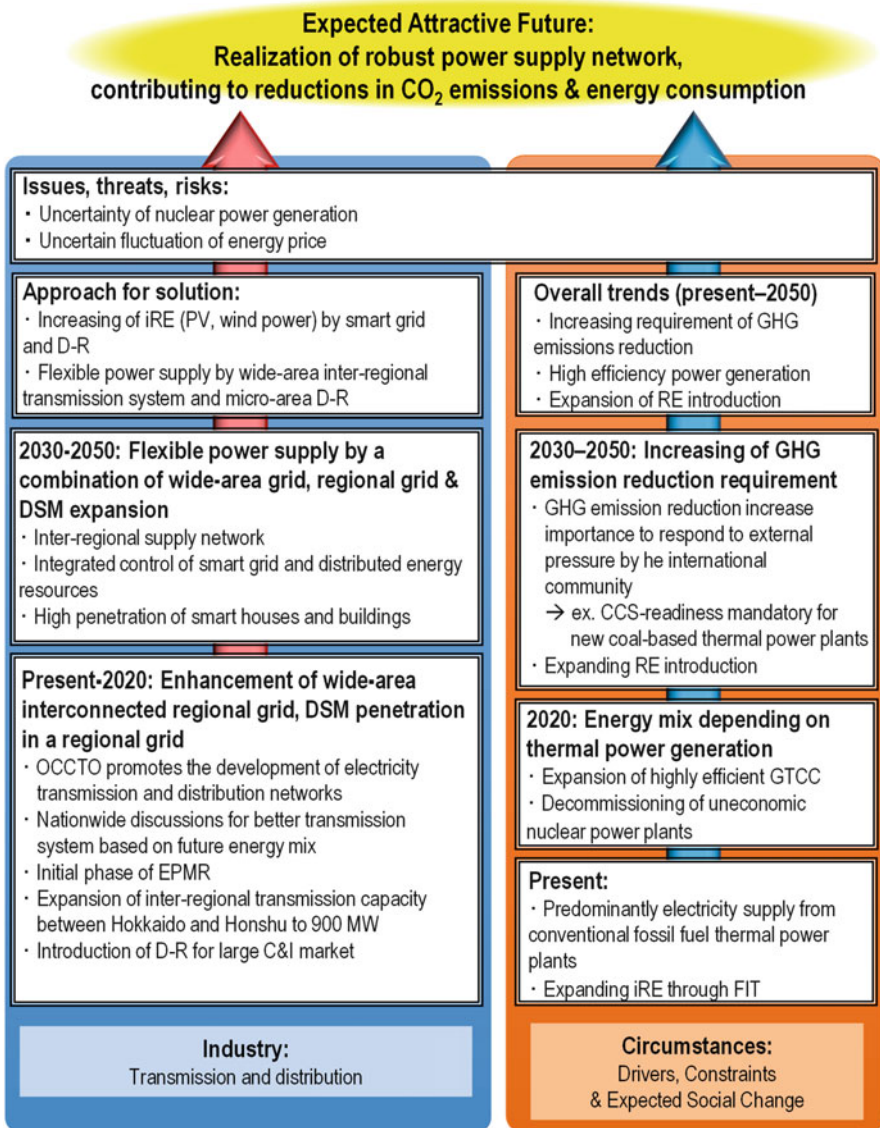 Expected Attractive Future:
Realization of robust power supply network,
contributing to reductions in CO₂ emissions & energy consumption
Issues, threats, risks:
・Uncertainty of nuclear power generation
・Uncertain fluctuation of energy price
Approach for solution:
・Increasing of iRE (PV, wind power) by smart grid
and D-R
・Flexible power supply by wide-area inter-regional
transmission system and micro-area D-R
2030-2050: Flexible power supply by a
combination of wide-area grid, regional grid &
DSM expansion
・Inter-regional supply network
・Integrated control of smart grid and distributed energy
resources
・High penetration of smart houses and buildings
Present-2020: Enhancement of wide-area
interconnected regional grid, DSM penetration
in a regional grid
・OCCTO promotes the development of electricity
transmission and distribution networks
・Nationwide discussions for better transmission
system based on future energy mix
・Initial phase of EPMR
・Expansion of inter-regional transmission capacity
between Hokkaido and Honshu to 900 MW
・Introduction of D-R for large C&I market
Industry:
Transmission and distribution
Overall trends (present–2050)
・Increasing requirement of GHG
emissions reduction
・High efficiency power generation
・Expansion of RE introduction
2030–2050: Increasing of GHG
emission reduction requirement
・GHG emission reduction increase
importance to respond to external
pressure by he international
community
→ ex. CCS-readiness mandatory for
new coal-based thermal power plants
・Expanding RE introduction
2020: Energy mix depending on
thermal power generation
・Expansion of highly efficient GTCC
・Decommissioning of uneconomic
nuclear power plants
Present:
・Predominantly electricity supply from
conventional fossil fuel thermal power
plants
・Expanding iRE through FIT
Circumstances:
Drivers, Constraints
& Expected Social Change